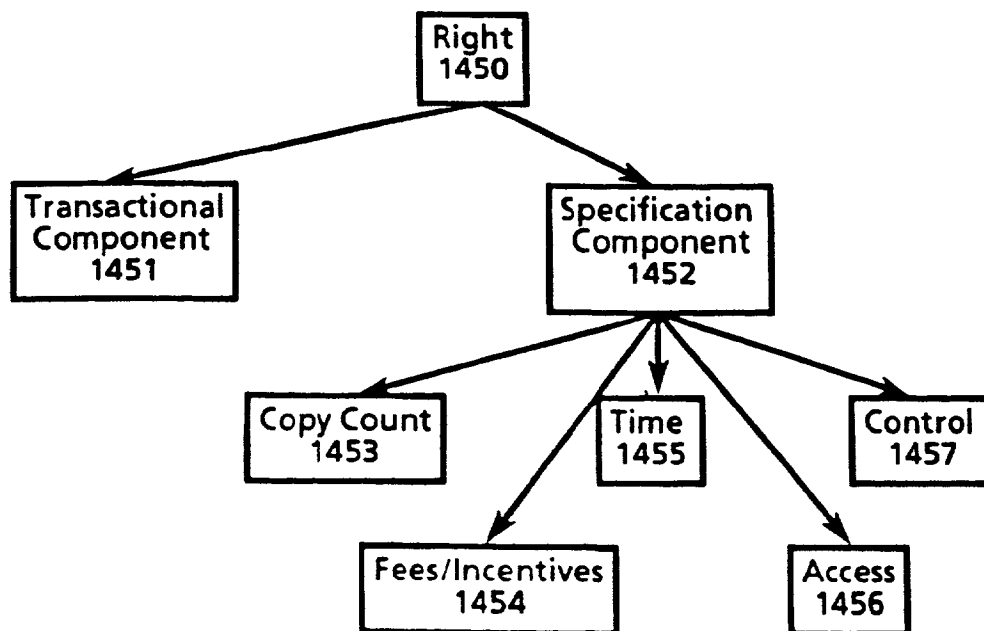 Right
1450
Transactional
Component
1451
Specification
Component
1452
Copy Count
1453
Time
1455
Control
1457
Fees/Incentives
1454
Access
1456